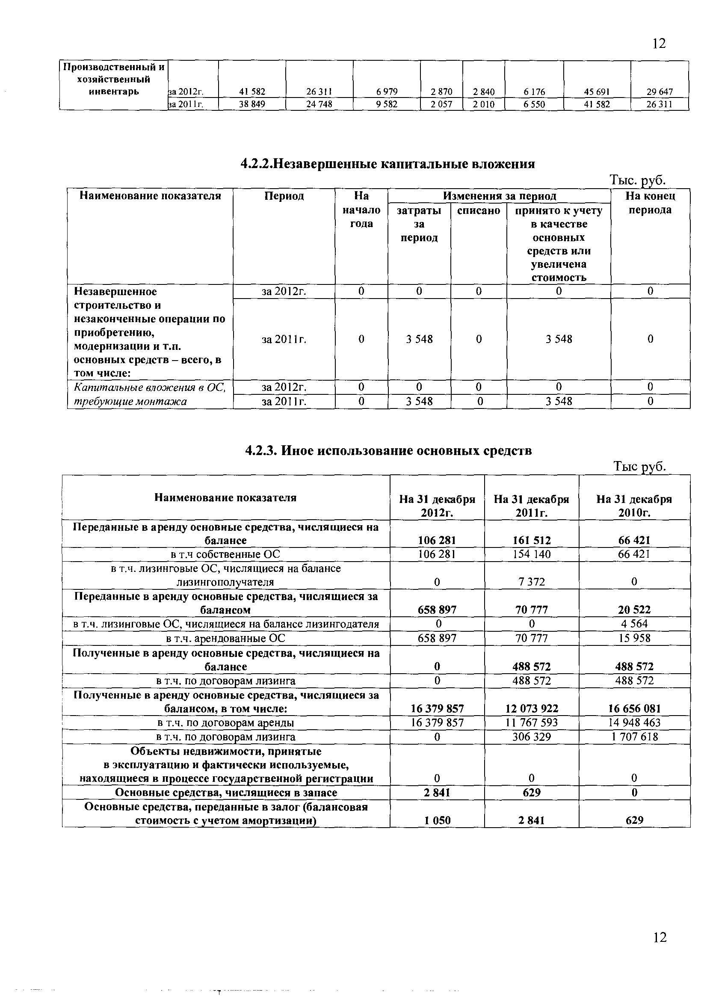 12
Производственный и
хозяйственный
инвентарь за 2012г. 41 582 26 311 6 979 2 870 2 840 6 176 45 691 29 647
за 2011г. 38 849 24 748 9 582 2 057 2 010 6 550 41 582 26 311
4.2.2.Незавершенные капитальные вложения
Тыс. руб.
Наименование показателя Период На начало года Изменения за период На конец периода
затраты за период списано принято к учету в качестве основных средств или увеличена стоимость
Незавершенное за 2012г. 0 0 0 0 0
строительство и
незаконченные операции по
приобретению,
модернизации и т.п. за 2011г. 0 3 548 0 3 548 0
основных средств – всего, в
том числе:
Капитальные вложения в ОС, за 2012г. 0 0 0 0 0
требующие монтажа за 2011г. 0 3 548 0 3 548 0
4.2.3. Иное использование основных средств
Тыс руб.
Наименование показателя На 31 декабря 2012г. На 31 декабря 2011г. На 31 декабря 2010г.
Переданные в аренду основные средства, числящиеся на
балансе 106 281 161 512 66 421
в т.ч собственные ОС 106 281 154 140 66 421
в т.ч. лизинговые ОС, числящиеся на балансе
лизингополучателя 0 7 372 0
Переданные в аренду основные средства, числящиеся за
балансом 658 897 70 777 20 522
в т.ч. лизинговые ОС, числящиеся на балансе лизингодателя 0 0 4 564
в т.ч. арендованные ОС 658 897 70 777 15 958
Полученные в аренду основные средства, числящиеся на
балансе 0 488 572 488 572
в т.ч. по договорам лизинга 0 488 572 488 572
Полученные в аренду основные средства, числящиеся за
балансом, в том числе: 16 379 857 12 073 922 16 656 081
в т.ч. по договорам аренды 16 379 857 11 767 593 14 948 463
в т.ч. по договорам лизинга 0 306 329 1 707 618
Объекты недвижимости, принятые
в эксплуатацию и фактически используемые,
находящиеся в процессе государственной регистрации 0 0 0
Основные средства, числящиеся в запасе 2 841 629 0
Основные средства, переданные в залог (балансовая
стоимость с учетом амортизации) 1 050 2 841 629
12